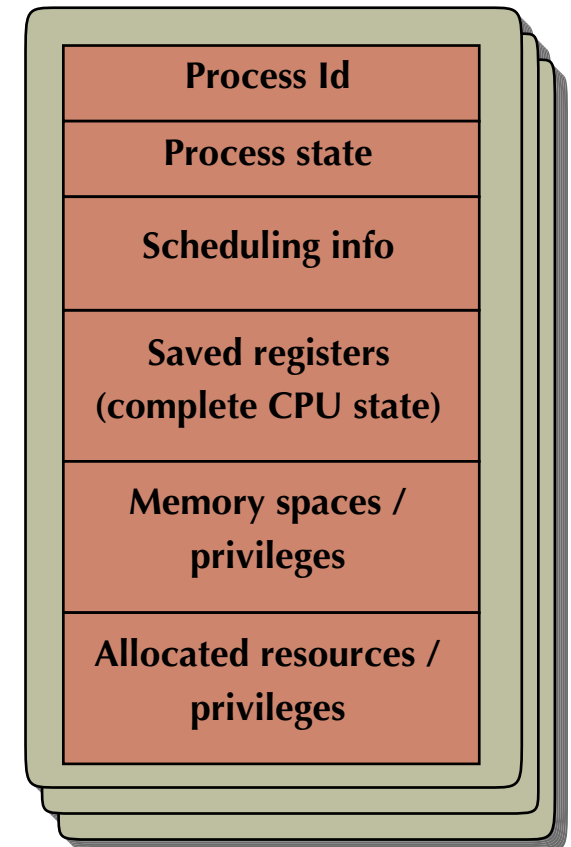 Process Id
Process state
Scheduling info
Saved registers
(complete CPU state)
Memory spaces /
privileges
Allocated resources /
privileges